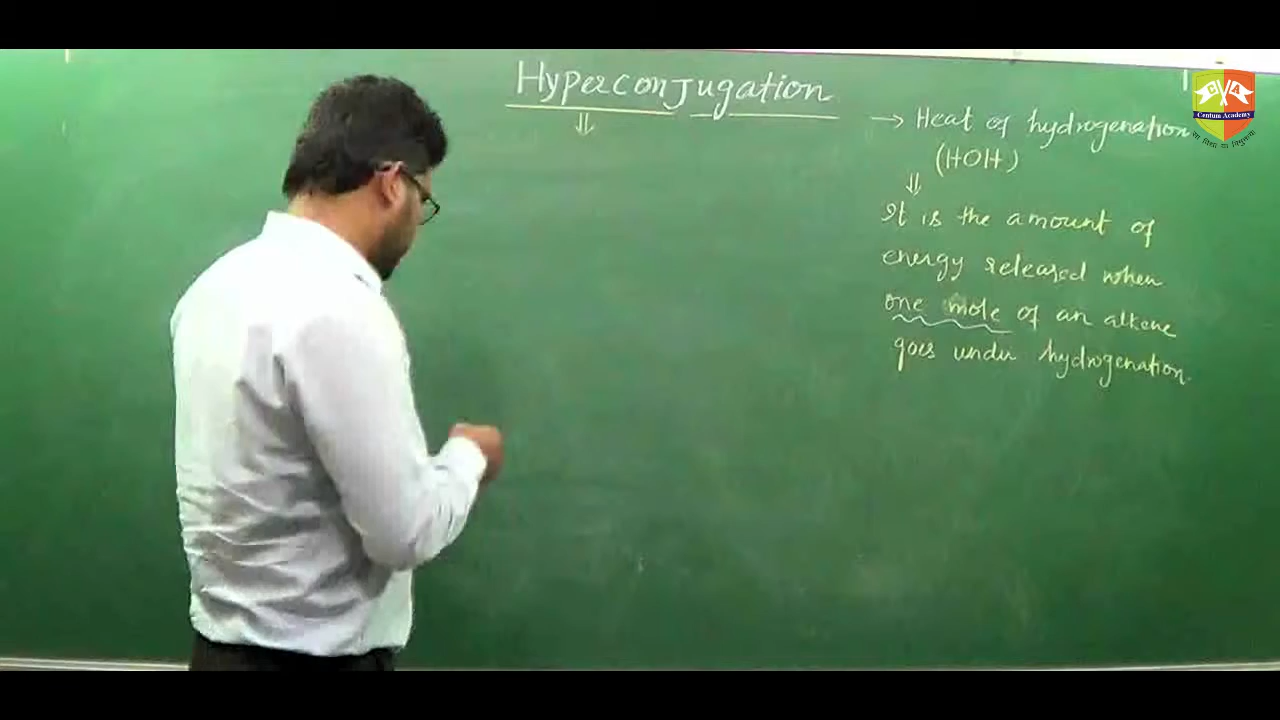 Hyperconjugation
→ Heat of hydrogenation
(HOH)
It is the amount of
energy released when
one mole of an alkene
goes under hydrogenation.
CA
Centum Academy